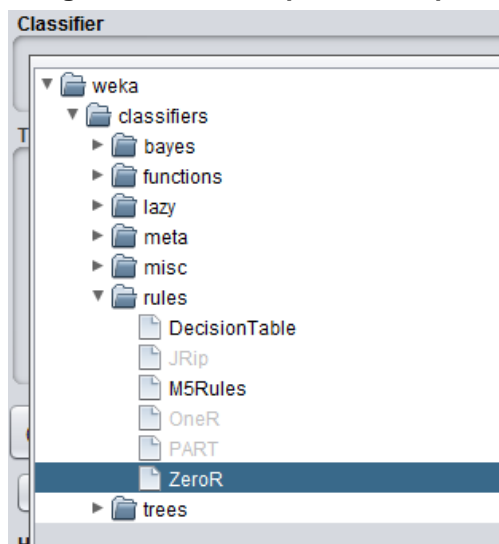 Classifier
weka
classifiers
T
bayes
functions
lazy
meta
misc
rules
DecisionTable
JRip
M5Rules
OneR
PART
ZeroR
trees